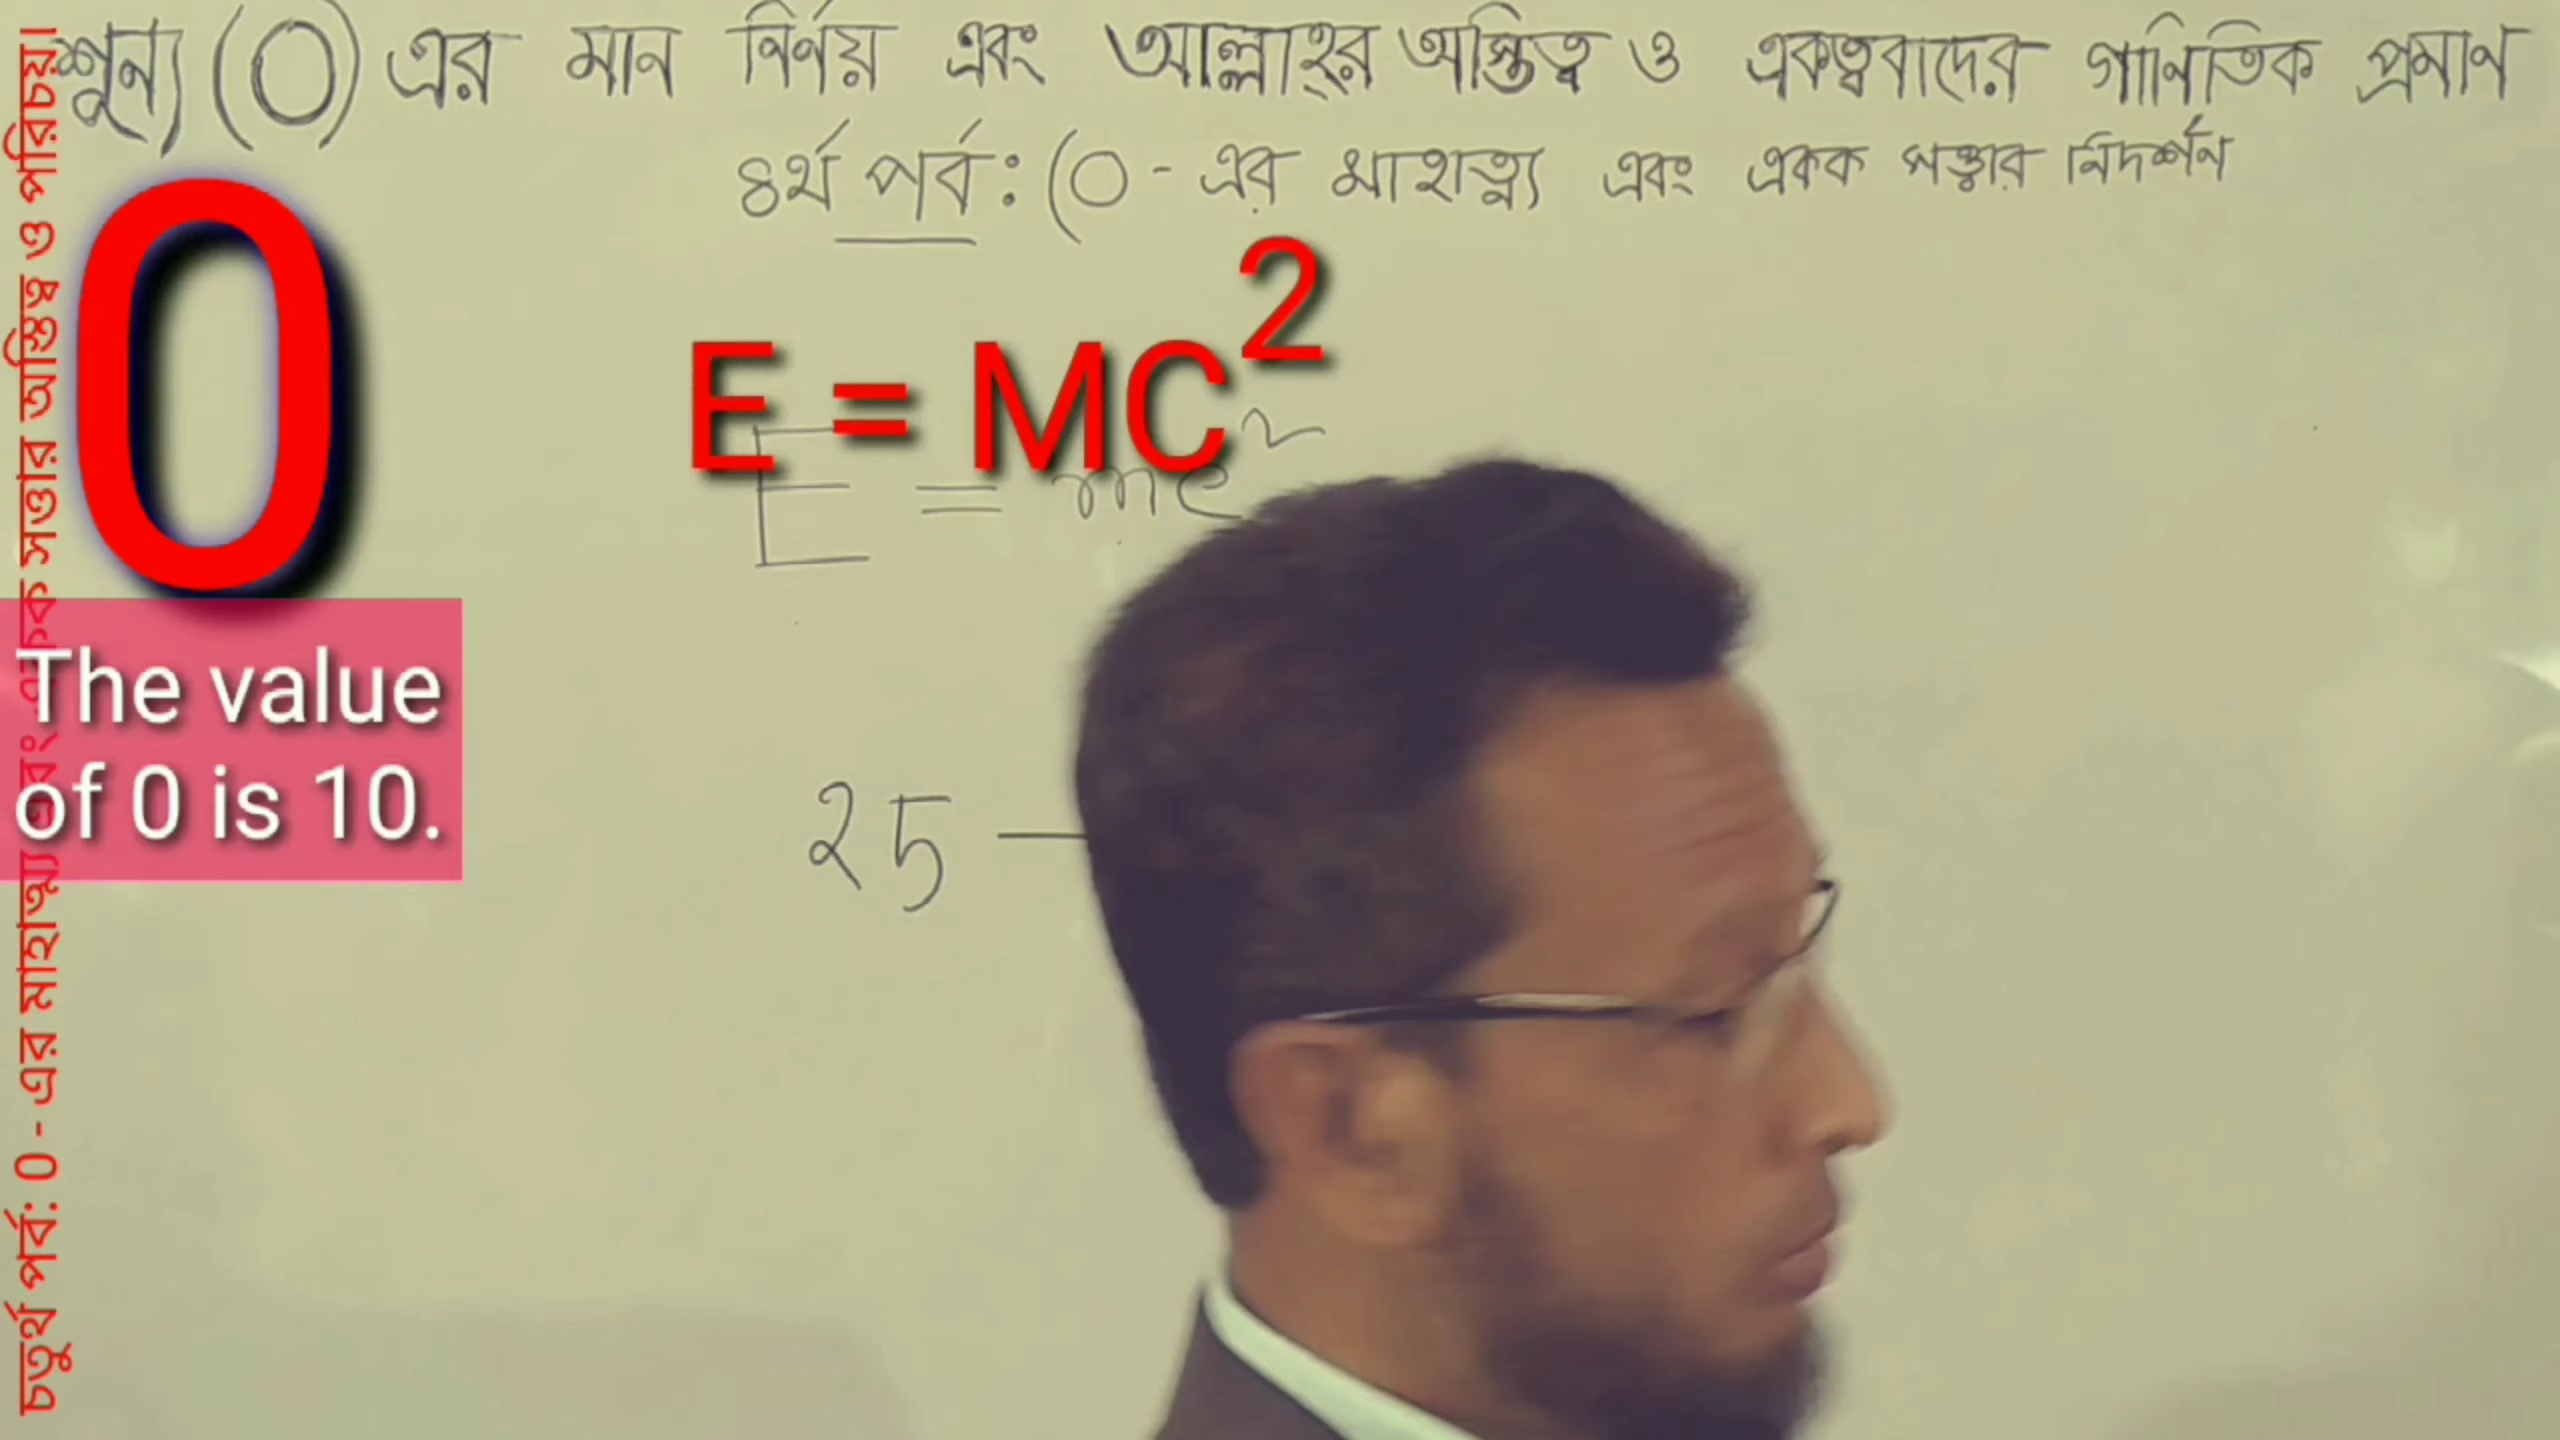 শূন্য (0) এর মান নির্ণয় এবং আল্লাহ্‌র অস্তিত্ব ও একত্ববাদের গানিতিক প্রমান
৪র্থ পর্ব: (0 - এর মাহাত্ম্য এবং একক সত্ত্বার নিদর্শন
0
E = MC²
E = mc²
The value
of 0 is 10.
25 —
চতুর্থ পর্ব: 0 - এর মাহাত্ম্য এবং একক সত্তার অস্তিত্ব ও পরিচয়।